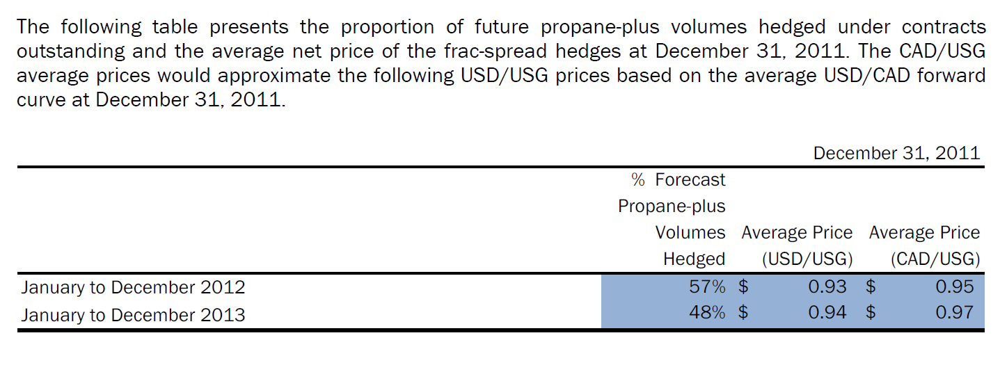 The following table presents the proportion of future propane-plus volumes hedged under contracts
outstanding and the average net price of the frac-spread hedges at December 31, 2011. The CAD/USG
average prices would approximate the following USD/USG prices based on the average USD/CAD forward
curve at December 31, 2011.
December 31, 2011
% Forecast
Propane-plus
Volumes Average Price Average Price
Hedged (USD/USG) (CAD/USG)
January to December 2012 57% $ 0.93 $ 0.95
January to December 2013 48% $ 0.94 $ 0.97